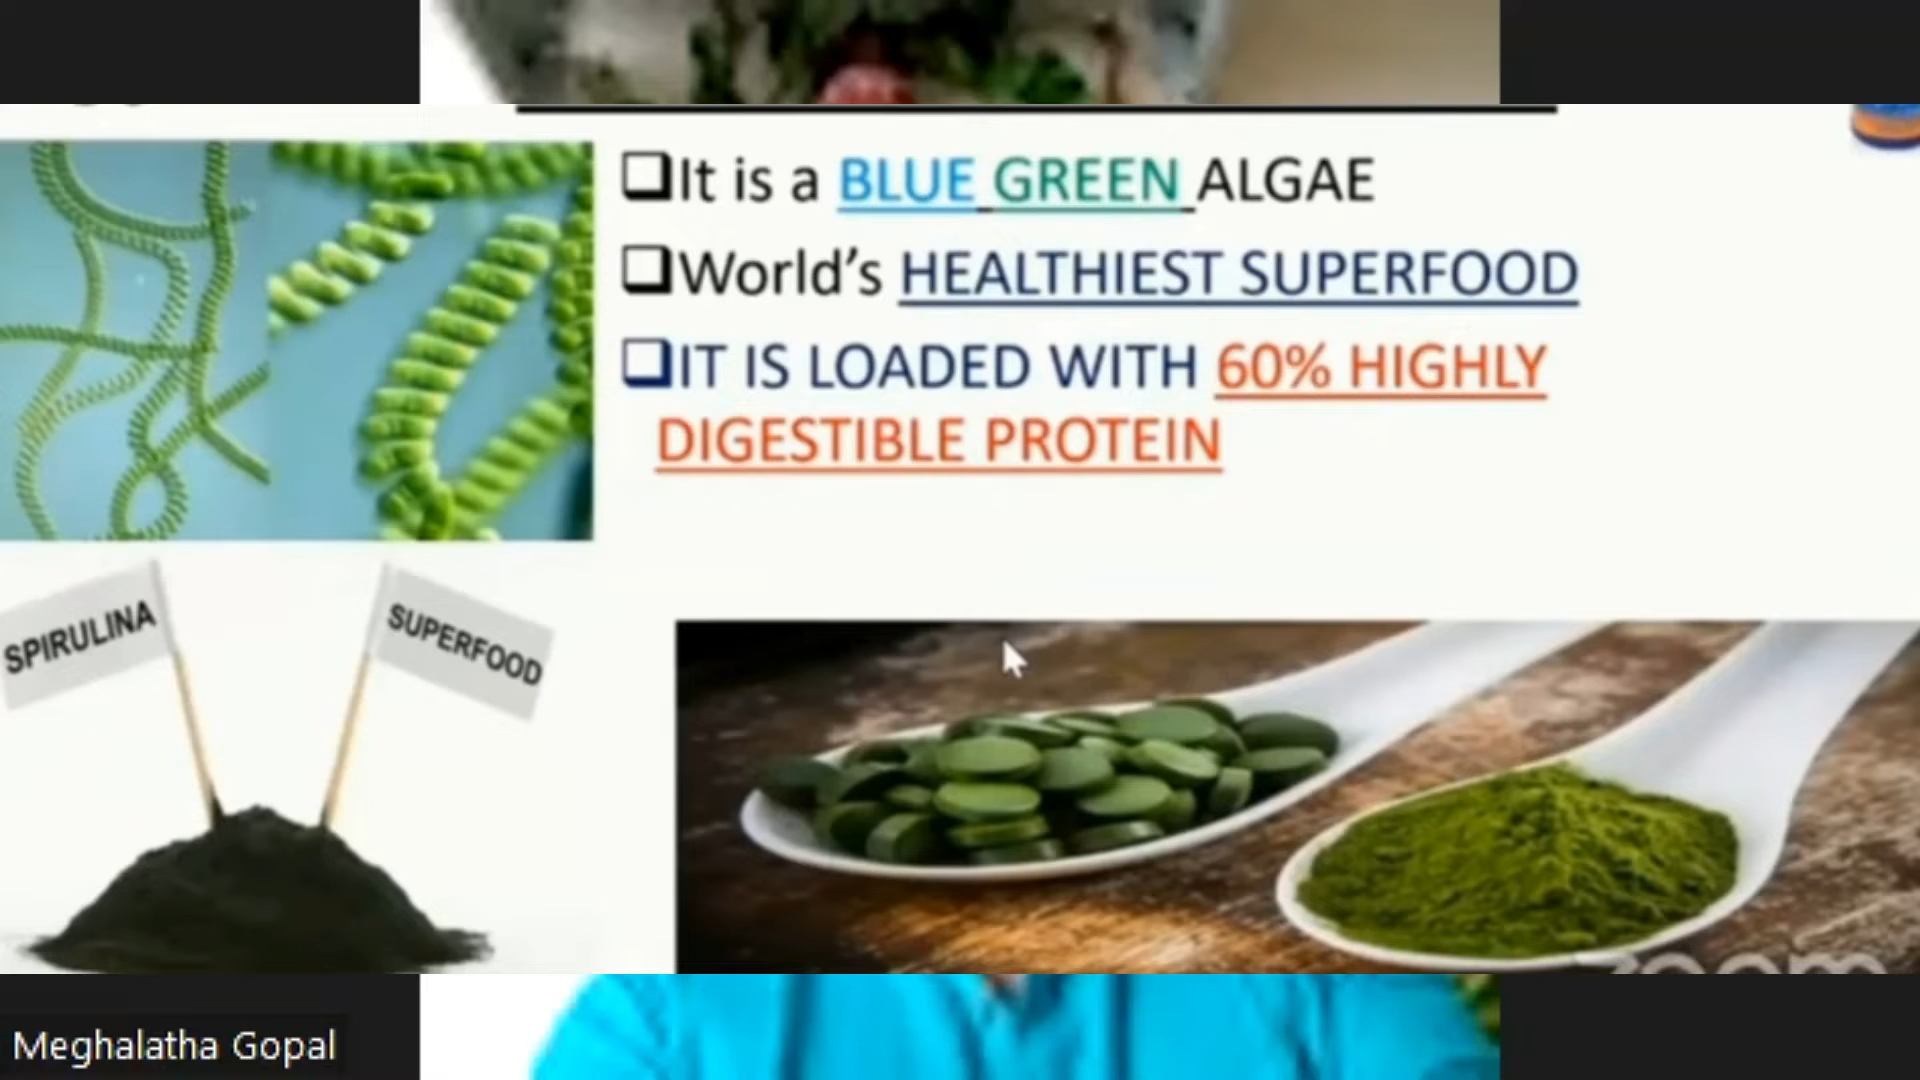 It is a BLUE GREEN ALGAE
World's HEALTHIEST SUPERFOOD
IT IS LOADED WITH 60% HIGHLY
DIGESTIBLE PROTEIN
SPIRULINA
SUPERFOOD
zoom
Meghalatha Gopal